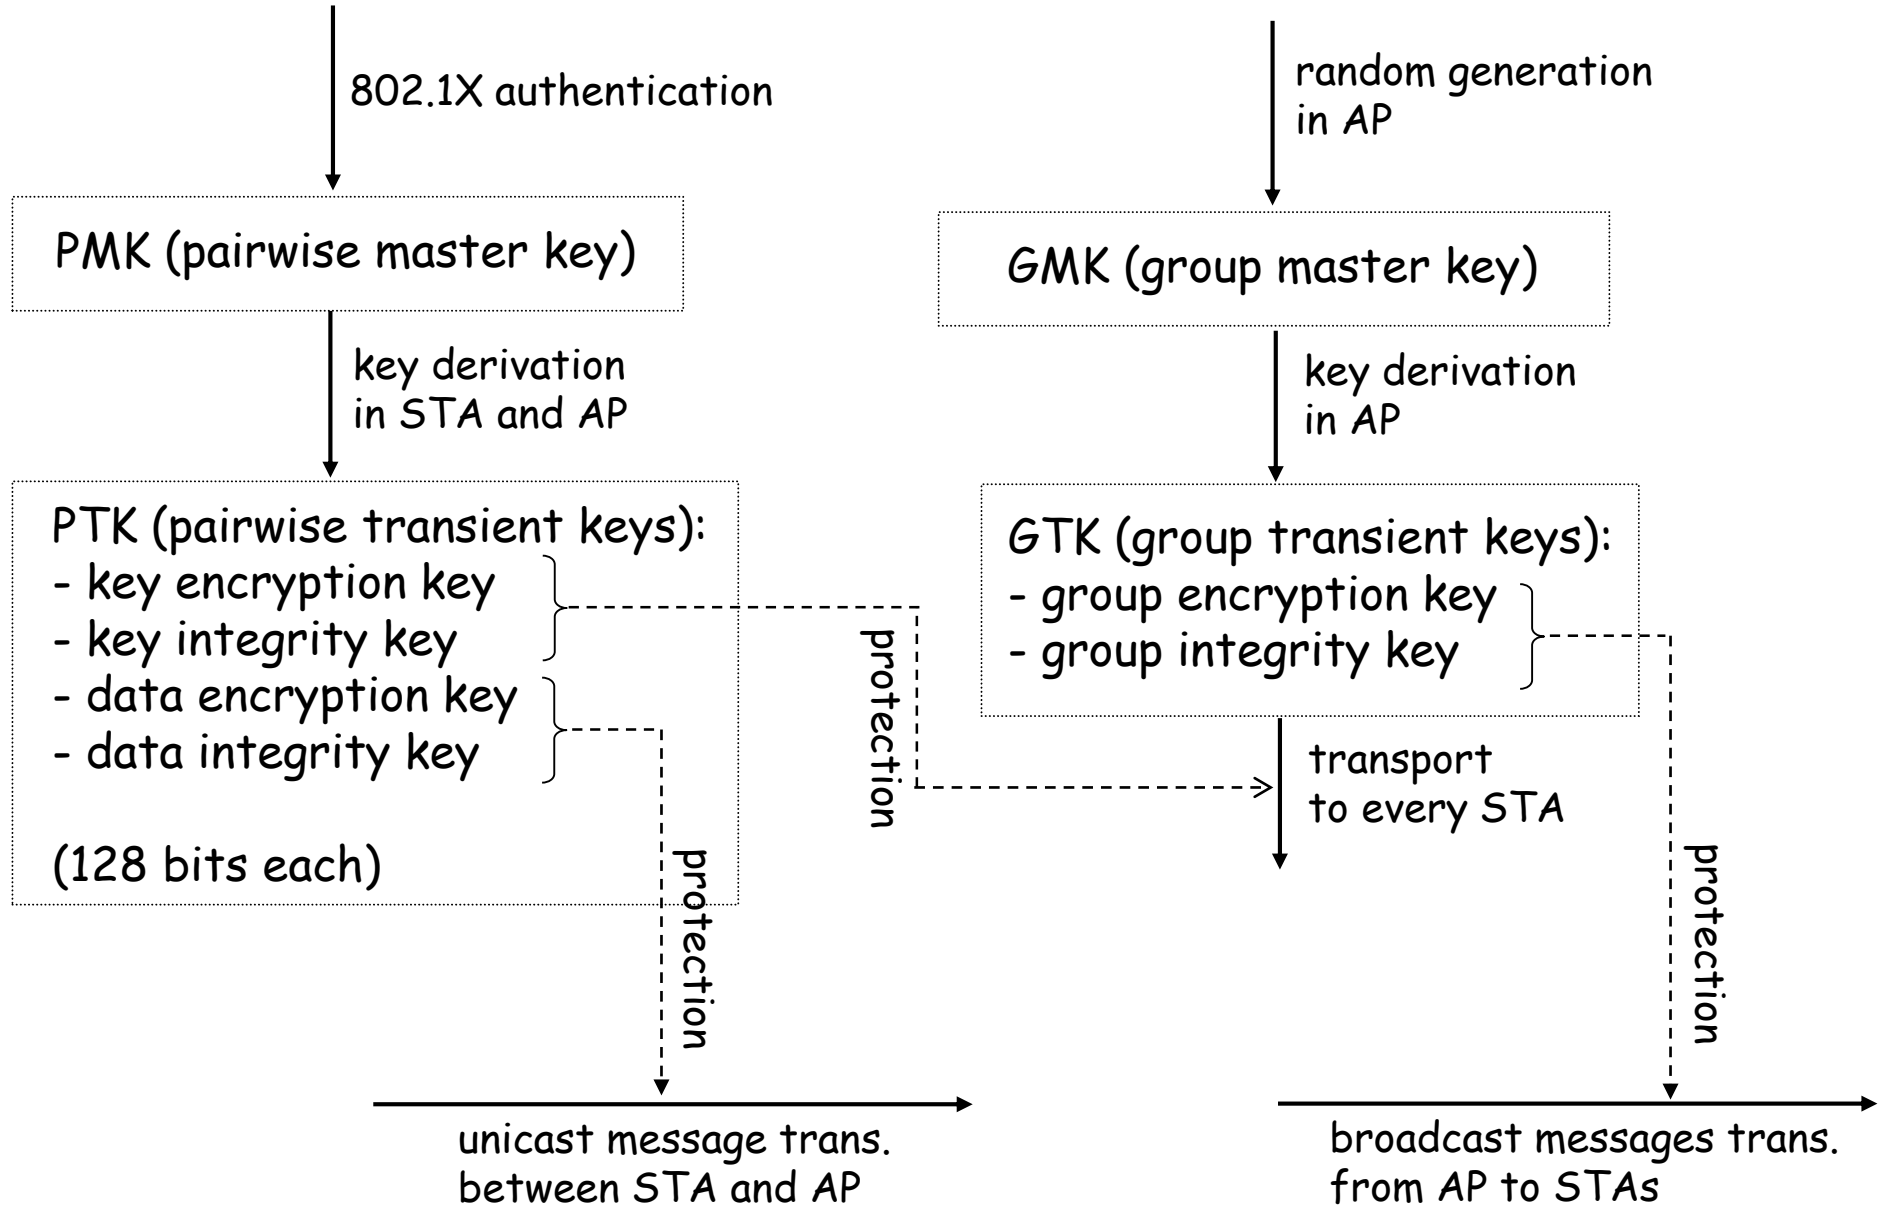 802.1X authentication
PMK (pairwise master key)
key derivation
in STA and AP
PTK (pairwise transient keys):
- key encryption key
- key integrity key
- data encryption key
- data integrity key
(128 bits each)
protection
unicast message trans.
between STA and AP
protection
random generation
in AP
GMK (group master key)
key derivation
in AP
GTK (group transient keys):
- group encryption key
- group integrity key
transport
to every STA
protection
broadcast messages trans.
from AP to STAs